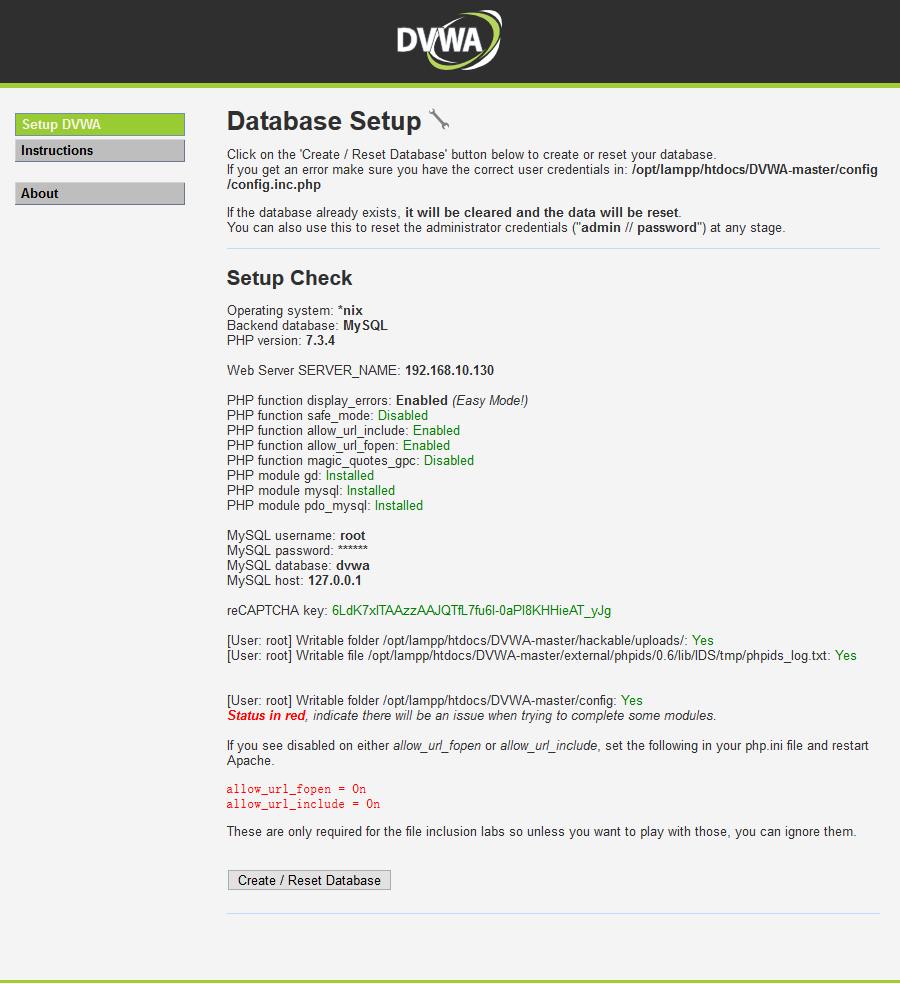 DVWA
Setup DVWA
Instructions
About
Database Setup
Click on the 'Create / Reset Database' button below to create or reset your database.
If you get an error make sure you have the correct user credentials in: /opt/lampp/htdocs/DVWA-master/config
/config.inc.php
If the database already exists, it will be cleared and the data will be reset.
You can also use this to reset the administrator credentials ("admin // password") at any stage.
Setup Check
Operating system: *nix
Backend database: MySQL
PHP version: 7.3.4
Web Server SERVER_NAME: 192.168.10.130
PHP function display_errors: Enabled (Easy Mode!)
PHP function safe_mode: Disabled
PHP function allow_url_include: Enabled
PHP function allow_url_fopen: Enabled
PHP function magic_quotes_gpc: Disabled
PHP module gd: Installed
PHP module mysql: Installed
PHP module pdo_mysql: Installed
MySQL username: root
MySQL password: ******
MySQL database: dvwa
MySQL host: 127.0.0.1
reCAPTCHA key: 6LdK7xITAAzzAAJQTfL7fu6I-0aPl8KHHieAT_yJg
[User: root] Writable folder /opt/lampp/htdocs/DVWA-master/hackable/uploads/: Yes
[User: root] Writable file /opt/lampp/htdocs/DVWA-master/external/phpids/0.6/lib/IDS/tmp/phpids_log.txt: Yes
[User: root] Writable folder /opt/lampp/htdocs/DVWA-master/config: Yes
Status in red, indicate there will be an issue when trying to complete some modules.
If you see disabled on either allow_url_fopen or allow_url_include, set the following in your php.ini file and restart
Apache.
allow_url_fopen = On
allow_url_include = On
These are only required for the file inclusion labs so unless you want to play with those, you can ignore them.
Create / Reset Database